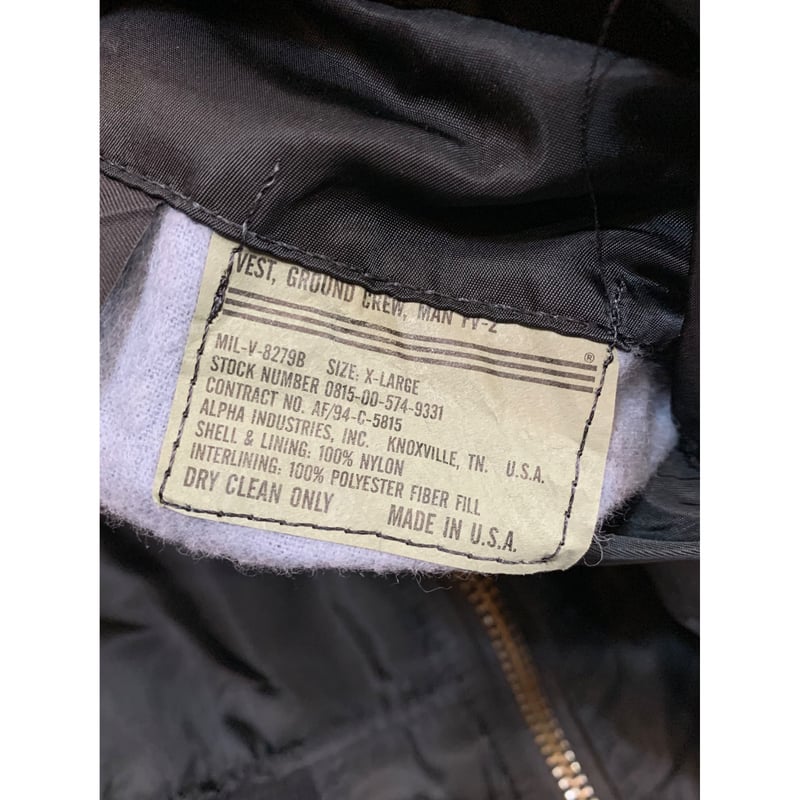 VEST, GROUND CREW, MAN TV-2
®
MIL-V-8279B SIZE: X-LARGE
STOCK NUMBER 0815-00-574-9331
CONTRACT NO. AF/94-C-5815
ALPHA INDUSTRIES, INC. KNOXVILLE, TN. U.S.A.
SHELL & LINING: 100% NYLON
INTERLINING: 100% POLYESTER FIBER FILL
DRY CLEAN ONLY MADE IN U.S.A.